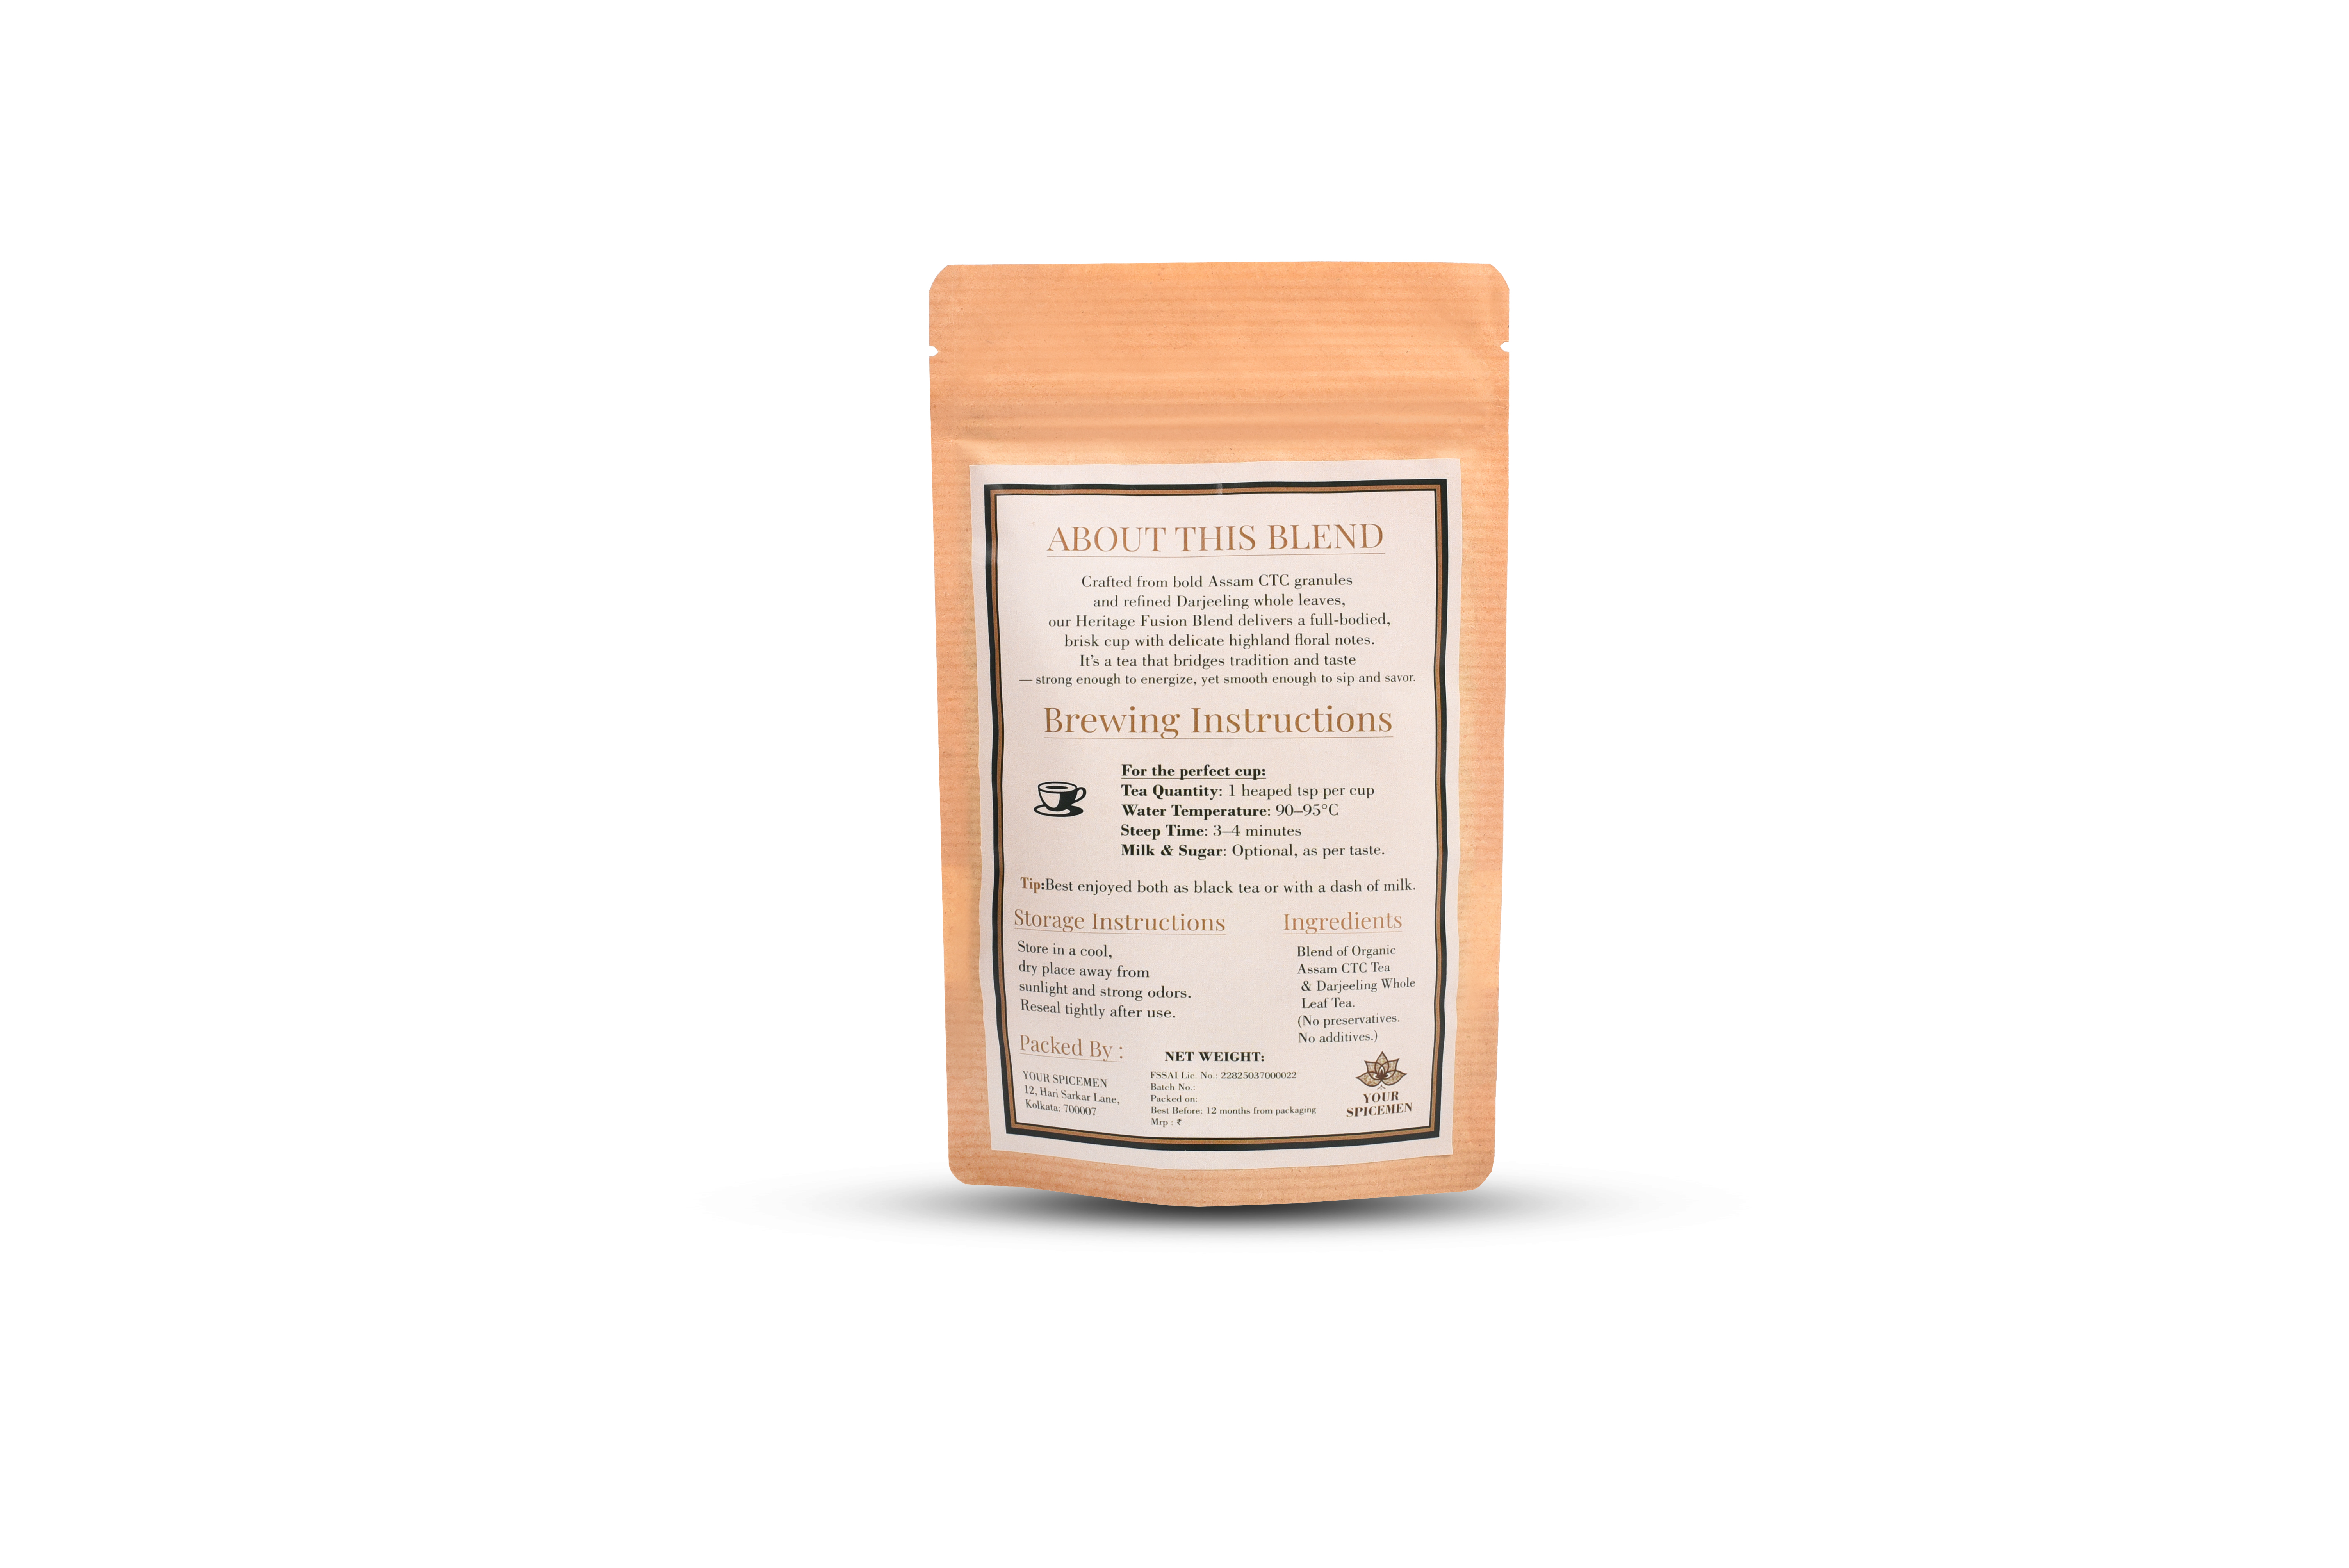 ABOUT THIS BLEND
Crafted from bold Assam CTC granules
and refined Darjeeling whole leaves,
our Heritage Fusion Blend delivers a full-bodied,
brisk cup with delicate highland floral notes.
It's a tea that bridges tradition and taste
— strong enough to energize, yet smooth enough to sip and savor.
Brewing Instructions
For the perfect cup:
Tea Quantity: 1 heaped tsp per cup
Water Temperature: 90–95°C
Steep Time: 3–4 minutes
Milk & Sugar: Optional, as per taste.
Tip:Best enjoyed both as black tea or with a dash of milk.
Storage Instructions
Store in a cool,
dry place away from
sunlight and strong odors.
Reseal tightly after use.
Ingredients
Blend of Organic
Assam CTC Tea
& Darjeeling Whole
Leaf Tea.
(No preservatives.
No additives.)
Packed By :
YOUR SPICEMEN
12, Hari Sarkar Lane,
Kolkata: 700007
NET WEIGHT:
FSSAI Lic. No.: 22825037000022
Batch No.:
Packed on:
Best Before: 12 months from packaging
Mrp : ₹
YOUR
SPICEMEN